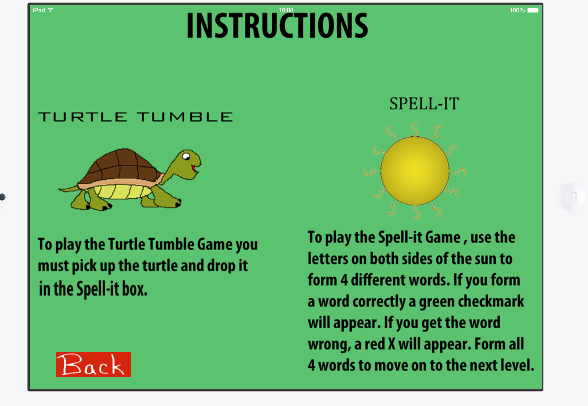 iPad
10:08
100%
INSTRUCTIONS
TURTLE TUMBLE
To play the Turtle Tumble Game you
must pick up the turtle and drop it
in the Spell-it box.
Back
SPELL-IT
To play the Spell-it Game , use the
letters on both sides of the sun to
form 4 different words. If you form
a word correctly a green checkmark
will appear. If you get the word
wrong, a red X will appear. Form all
4 words to move on to the next level.